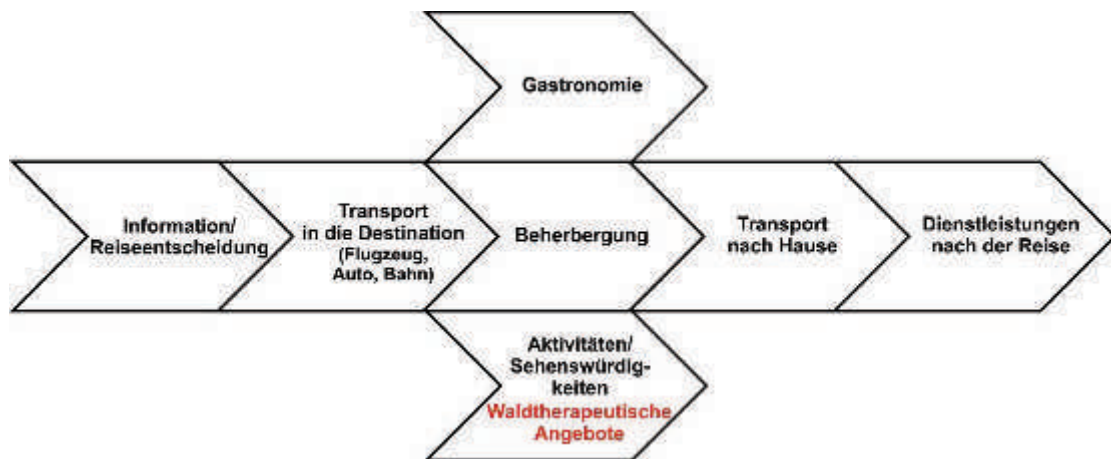 Gastronomie
Information/
Reiseentscheidung
Transport
in die Destination
(Flugzeug,
Auto, Bahn)
Beherbergung
Transport
nach Hause
Dienstleistungen
nach der Reise
Aktivitäten/
Sehenswürdig-
keiten
Waldtherapeutische
Angebote